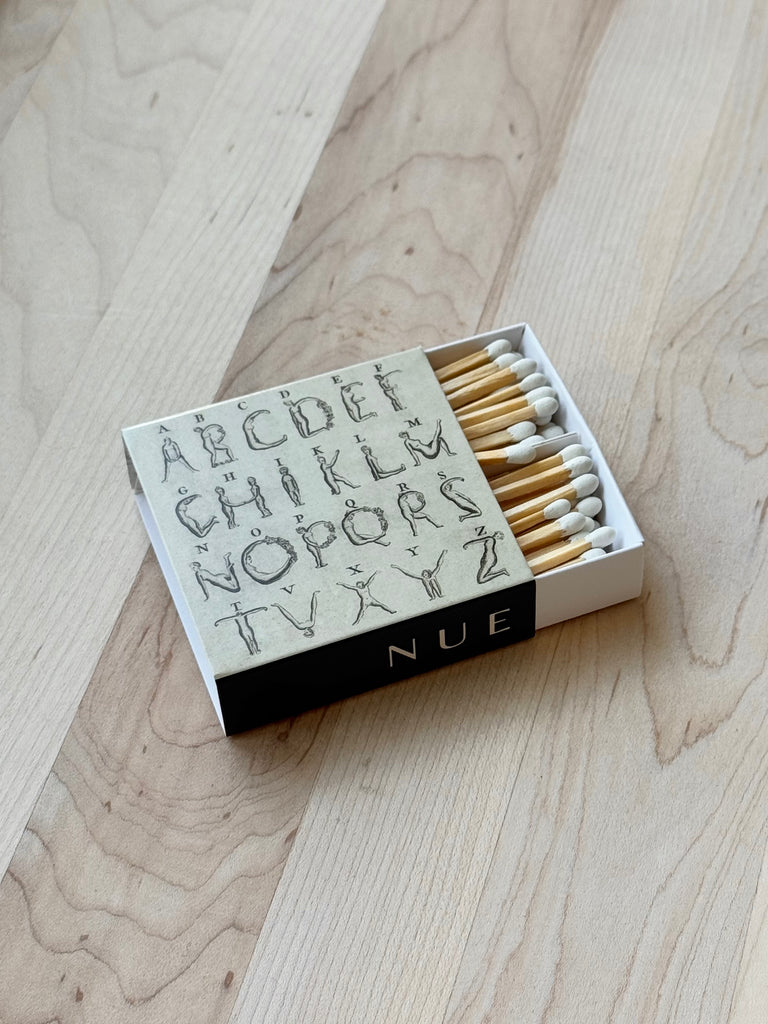 A B C D E F
G H I K L M
N O P Q R S
T V X Y Z
NUE